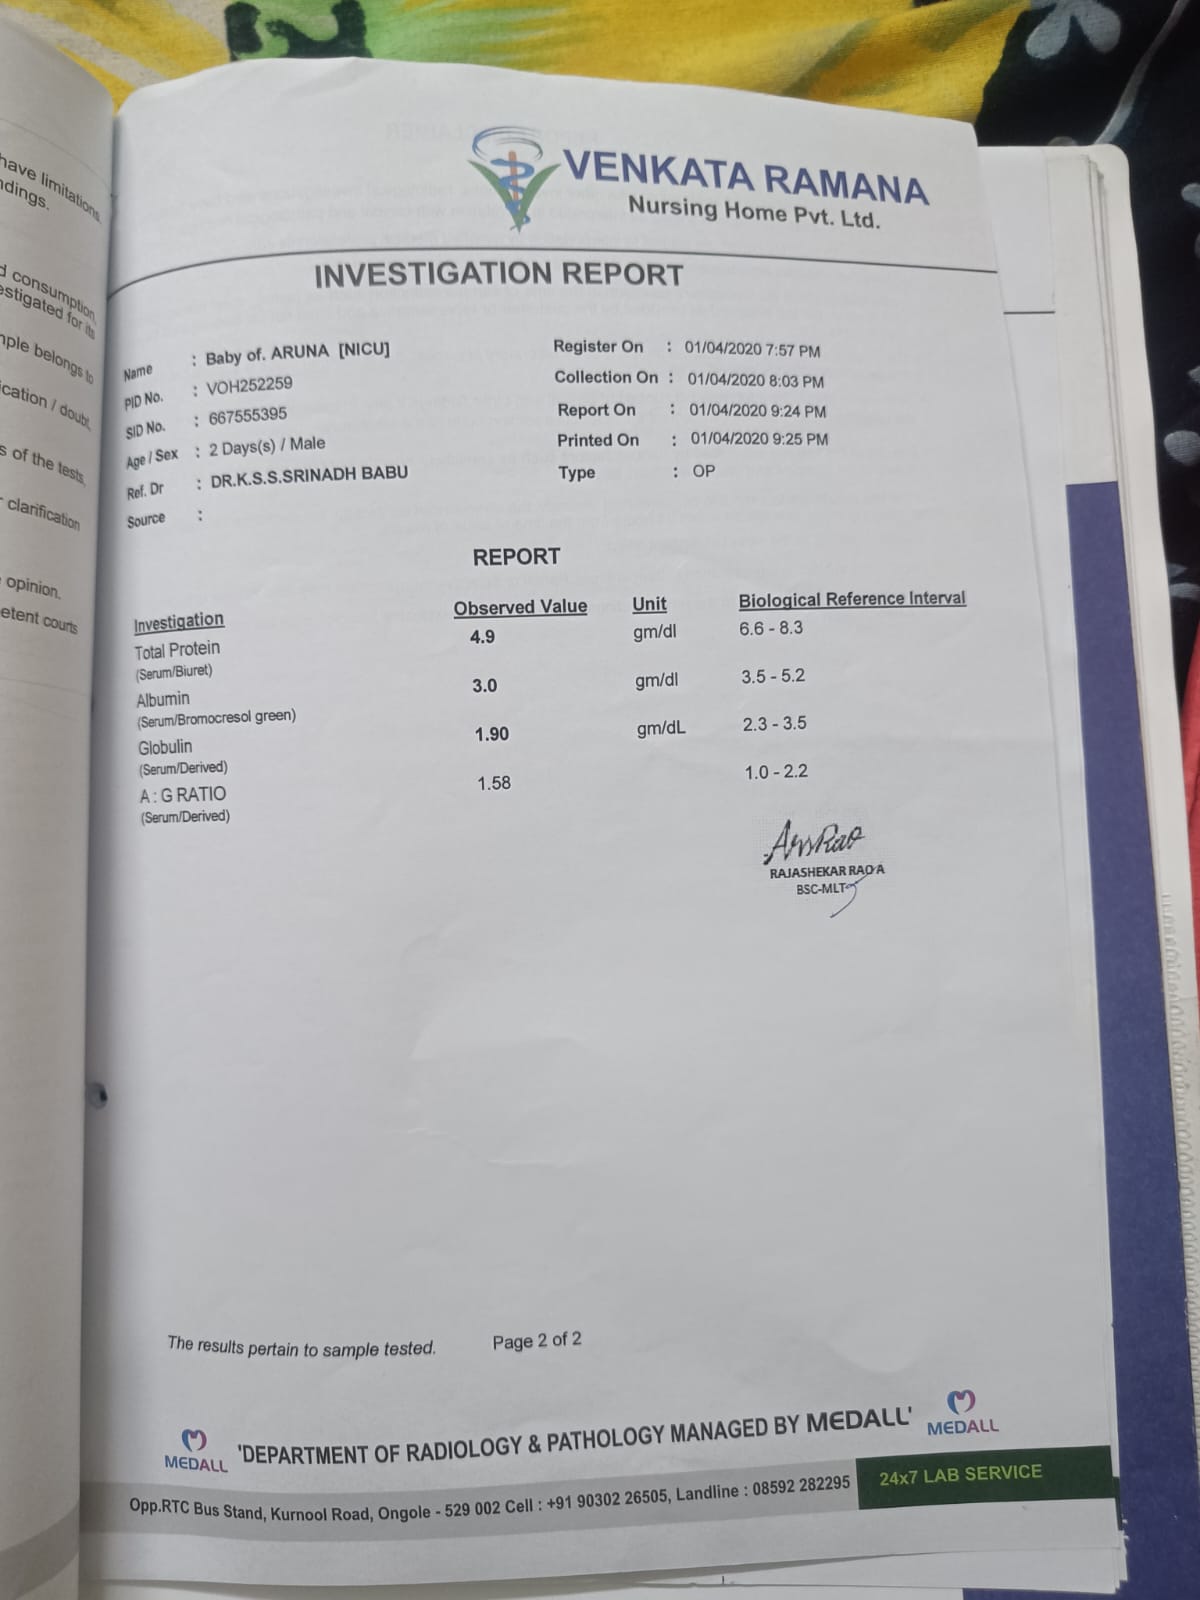 have limitations,
ndings.
d consumption,
estigated for its
mple belongs to
ication / doubt,
s of the tests,
r clarification
opinion.
etent courts
VENKATA RAMANA
Nursing Home Pvt. Ltd.
INVESTIGATION REPORT
Name : Baby of. ARUNA [NICU] Register On : 01/04/2020 7:57 PM
PID No. : VOH252259 Collection On : 01/04/2020 8:03 PM
SID No. : 667555395 Report On : 01/04/2020 9:24 PM
Age / Sex : 2 Days(s) / Male Printed On : 01/04/2020 9:25 PM
Ref. Dr : DR.K.S.S.SRINADH BABU Type : OP
Source :
REPORT
Investigation Observed Value Unit Biological Reference Interval
Total Protein 4.9 gm/dl 6.6 - 8.3
(Serum/Biuret)
Albumin 3.0 gm/dl 3.5 - 5.2
(Serum/Bromocresol green)
Globulin 1.90 gm/dL 2.3 - 3.5
(Serum/Derived)
A : G RATIO 1.58 1.0 - 2.2
(Serum/Derived)
RAJASHEKAR RAO A
BSC-MLT
The results pertain to sample tested. Page 2 of 2
MEDALL 'DEPARTMENT OF RADIOLOGY & PATHOLOGY MANAGED BY MEDALL' MEDALL
Opp.RTC Bus Stand, Kurnool Road, Ongole - 529 002 Cell : +91 90302 26505, Landline : 08592 282295 24x7 LAB SERVICE